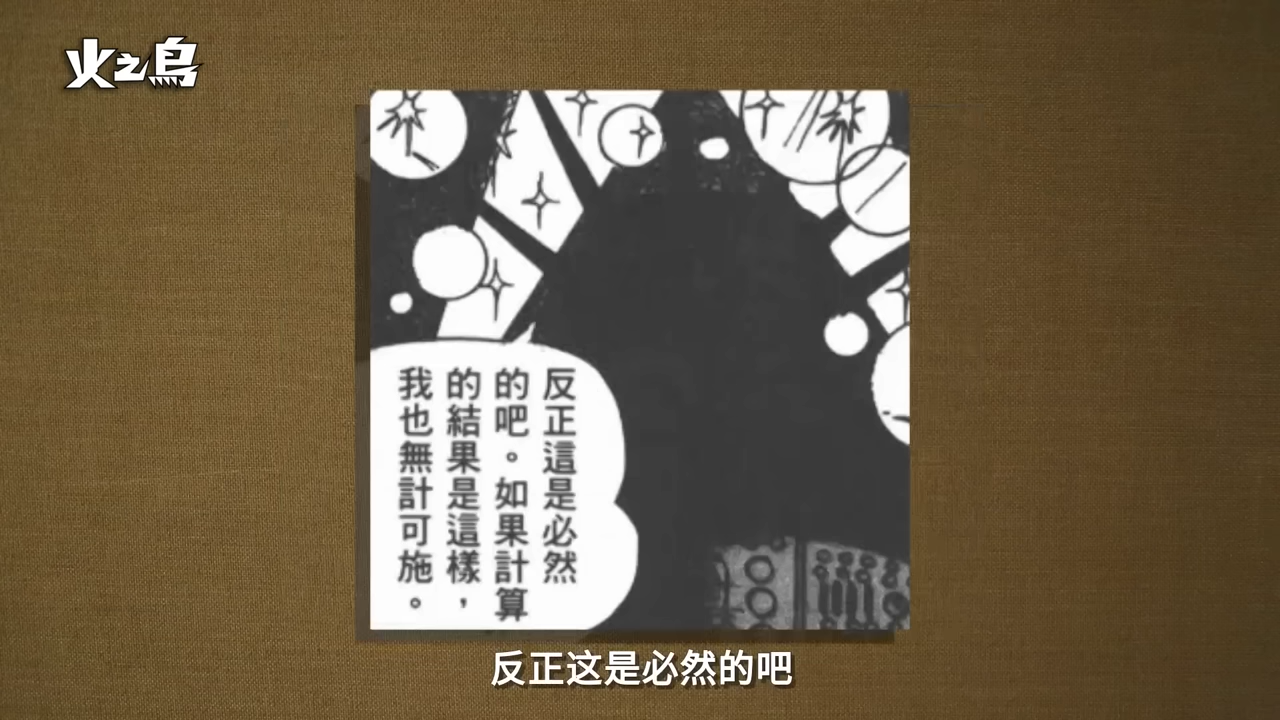 火之鳥
反正這是必然
的吧。如果計算
的結果是這樣，
我也無計可施。
反正这是必然的吧